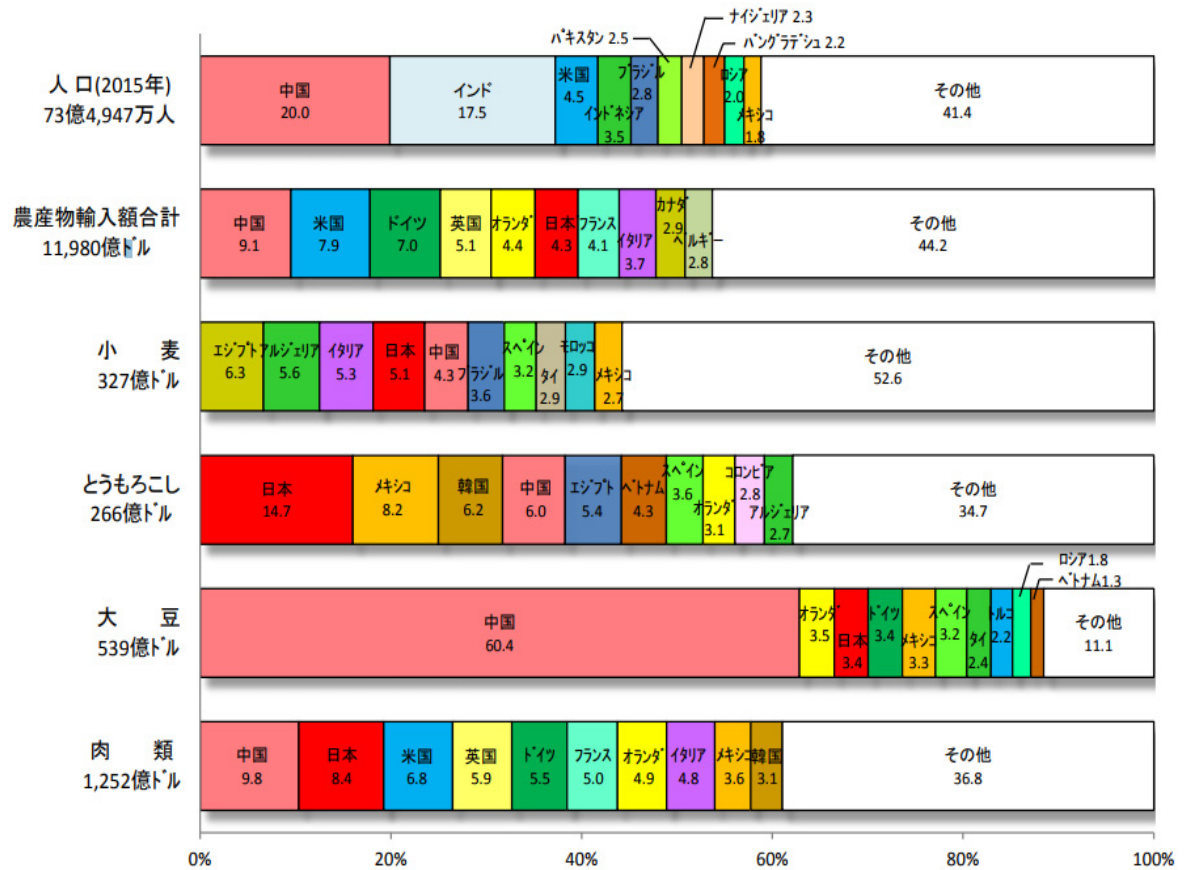 ナイジェリア 2.3
パキスタン 2.5
バングラデシュ 2.2
人 口(2015年)
73億4,947万人
中国
20.0
インド
17.5
米国
4.5
インドネシア
3.5
ブラジル
2.8
ロシア
2.0
メキシコ
1.8
その他
41.4
農産物輸入額合計
11,980億ドル
中国
9.1
米国
7.9
ドイツ
7.0
英国
5.1
オランダ
4.4
日本
4.3
フランス
4.1
イタリア
3.7
カナダ
2.9
ベルギー
2.8
その他
44.2
小 麦
327億ドル
エジプト
6.3
アルジェリア
5.6
イタリア
5.3
日本
5.1
中国
4.3
ブラジル
3.6
スペイン
3.2
タイ
2.9
モロッコ
2.9
メキシコ
2.7
その他
52.6
とうもろこし
266億ドル
日本
14.7
メキシコ
8.2
韓国
6.2
中国
6.0
エジプト
5.4
ベトナム
4.3
スペイン
3.6
オランダ
3.1
コロンビア
2.8
アルジェリア
2.7
その他
34.7
ロシア1.8
ベトナム1.3
大 豆
539億ドル
中国
60.4
オランダ
3.5
日本
3.4
ドイツ
3.4
メキシコ
3.3
スペイン
3.2
タイ
2.4
トルコ
2.2
その他
11.1
肉 類
1,252億ドル
中国
9.8
日本
8.4
米国
6.8
英国
5.9
ドイツ
5.5
フランス
5.0
オランダ
4.9
イタリア
4.8
メキシコ
3.6
韓国
3.1
その他
36.8
0%
20%
40%
60%
80%
100%